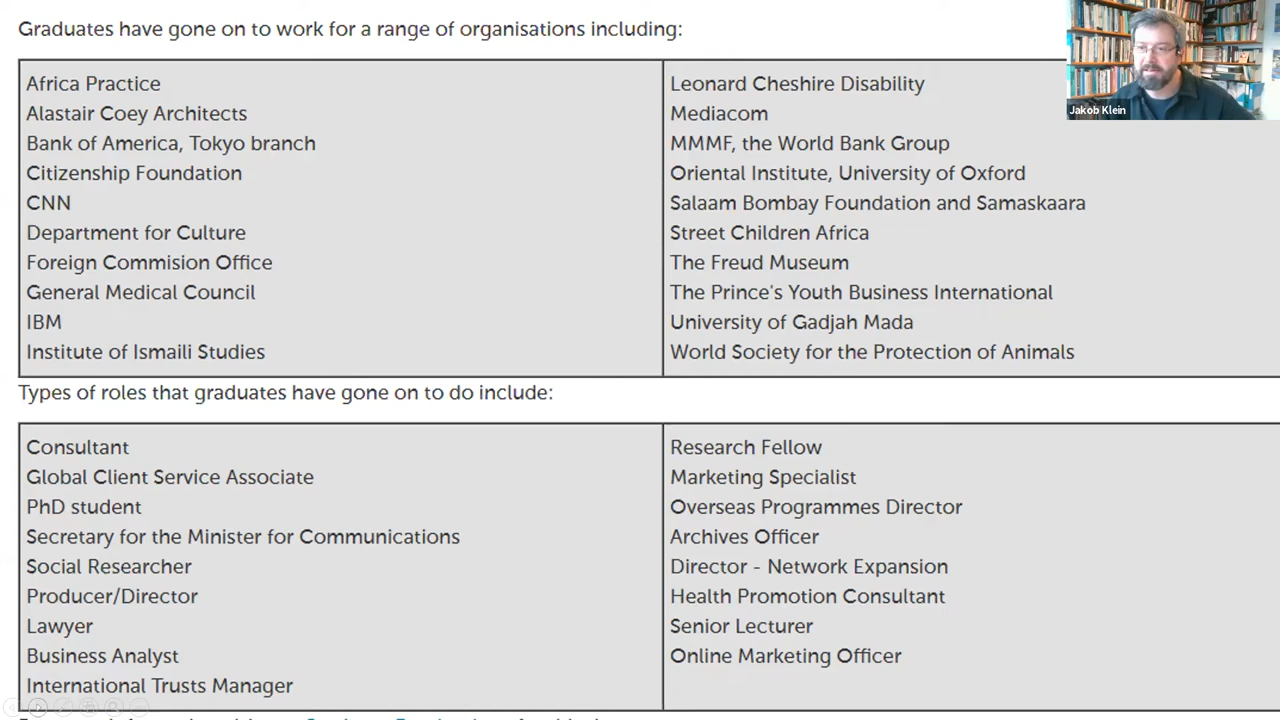 Graduates have gone on to work for a range of organisations including:
Africa Practice
Alastair Coey Architects
Bank of America, Tokyo branch
Citizenship Foundation
CNN
Department for Culture
Foreign Commision Office
General Medical Council
IBM
Institute of Ismaili Studies
Leonard Cheshire Disability
Mediacom
MMMF, the World Bank Group
Oriental Institute, University of Oxford
Salaam Bombay Foundation and Samaskaara
Street Children Africa
The Freud Museum
The Prince's Youth Business International
University of Gadjah Mada
World Society for the Protection of Animals
Jakob Klein
Types of roles that graduates have gone on to do include:
Consultant
Global Client Service Associate
PhD student
Secretary for the Minister for Communications
Social Researcher
Producer/Director
Lawyer
Business Analyst
International Trusts Manager
Research Fellow
Marketing Specialist
Overseas Programmes Director
Archives Officer
Director - Network Expansion
Health Promotion Consultant
Senior Lecturer
Online Marketing Officer